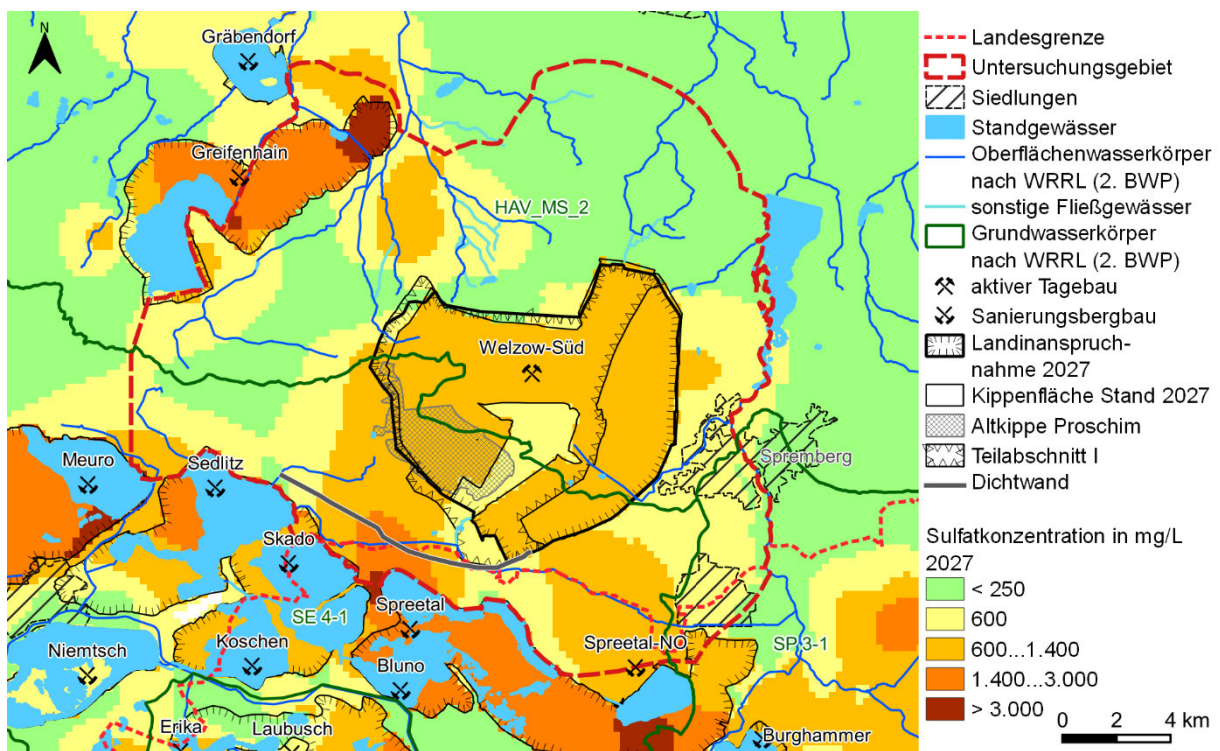 N
Gräbendorf
Greifenhain
HAV_MS_2
Welzow-Süd
Meuro
Sedlitz
Spremberg
Skado
SE 4-1
Spreetal
Niemtsch
Koschen
Bluno
Spreetal-NO
SP 3-1
Erika
Laubusch
Burghammer
Landesgrenze
Untersuchungsgebiet
Siedlungen
Standgewässer
Oberflächenwasserkörper
nach WRRL (2. BWP)
sonstige Fließgewässer
Grundwasserkörper
nach WRRL (2. BWP)
aktiver Tagebau
Sanierungsbergbau
Landinanspruch-
nahme 2027
Kippenfläche Stand 2027
Altkippe Proschim
Teilabschnitt I
Dichtwand
Sulfatkonzentration in mg/L
2027
< 250
600
600...1.400
1.400...3.000
> 3.000
0 2 4 km